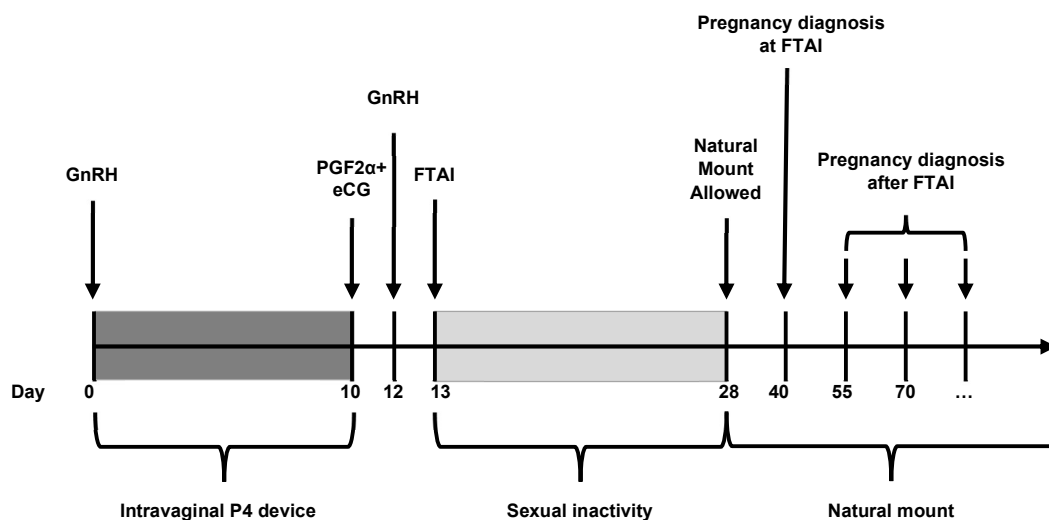 Pregnancy diagnosis
at FTAI
GnRH
Natural
Mount
Allowed
Pregnancy diagnosis
after FTAI
PGF2α+
eCG
FTAI
GnRH
Day 0 10 12 13 28 40 55 70 ...
Intravaginal P4 device Sexual inactivity Natural mount